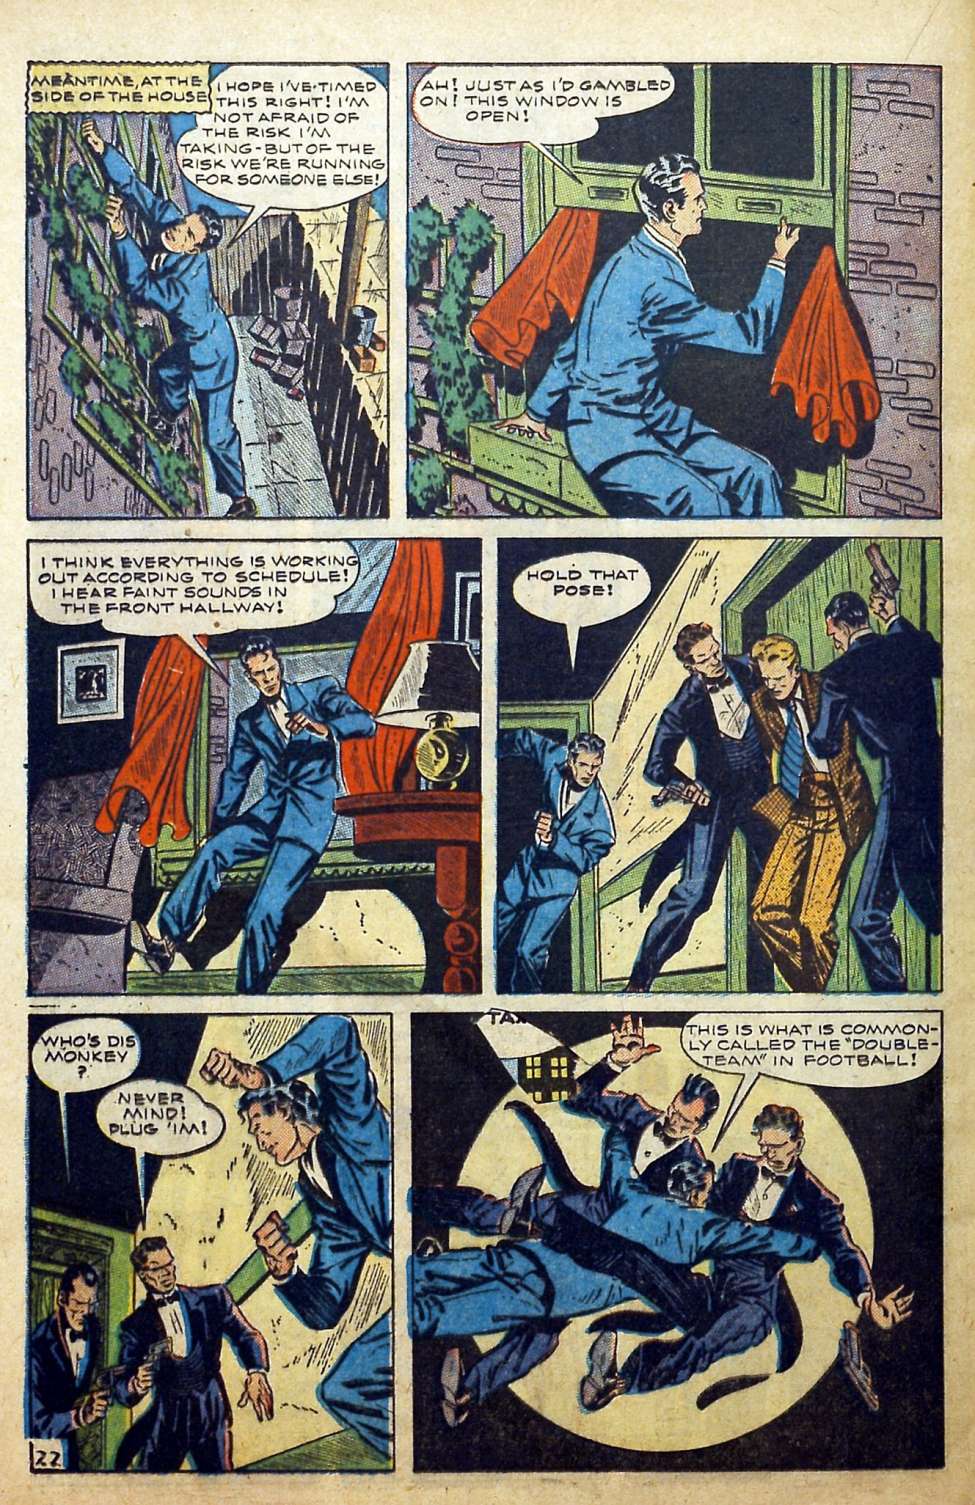 MEANTIME, AT THE
SIDE OF THE HOUSE
I HOPE I'VE TIMED
THIS RIGHT! I'M
NOT AFRAID OF
THE RISK I'M
TAKING-BUT OF THE
RISK WE'RE RUNNING
FOR SOMEONE ELSE!
AH! JUST AS I'D GAMBLED
ON! THIS WINDOW IS
OPEN!
I THINK EVERYTHING IS WORKING
OUT ACCORDING TO SCHEDULE!
I HEAR FAINT SOUNDS IN
THE FRONT HALLWAY!
HOLD THAT
POSE!
WHO'S DIS
MONKEY
?
NEVER
MIND!
PLUG 'IM!
TAX
THIS IS WHAT IS COMMON-
LY CALLED THE "DOUBLE-
TEAM" IN FOOTBALL!
22